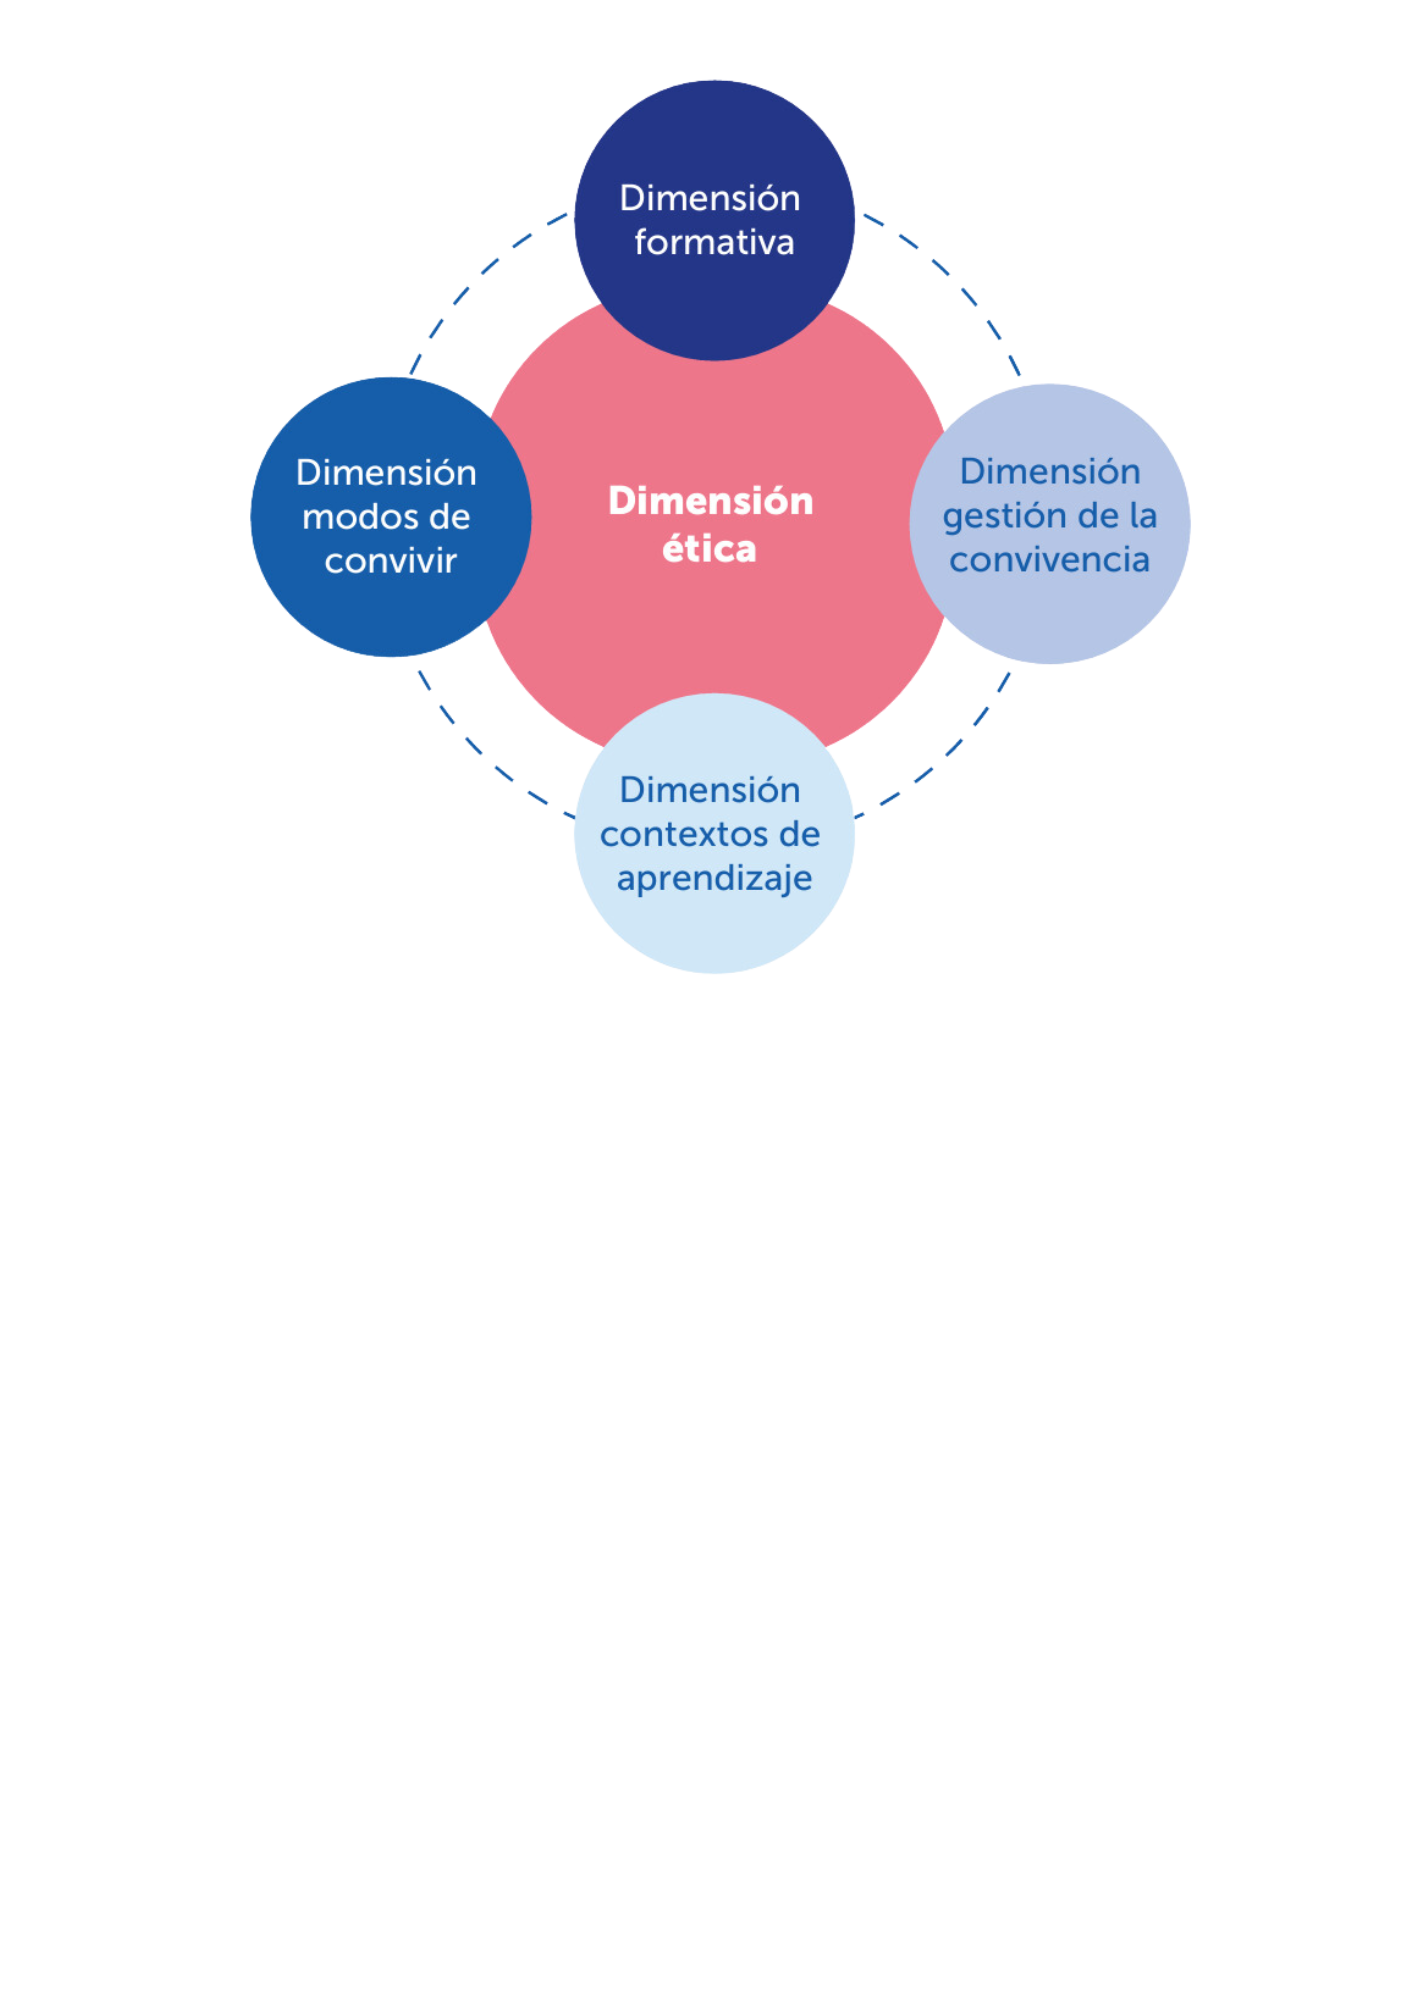 Dimensión
formativa
Dimensión
modos de
convivir
Dimensión
ética
Dimensión
gestión de la
convivencia
Dimensión
contextos de
aprendizaje